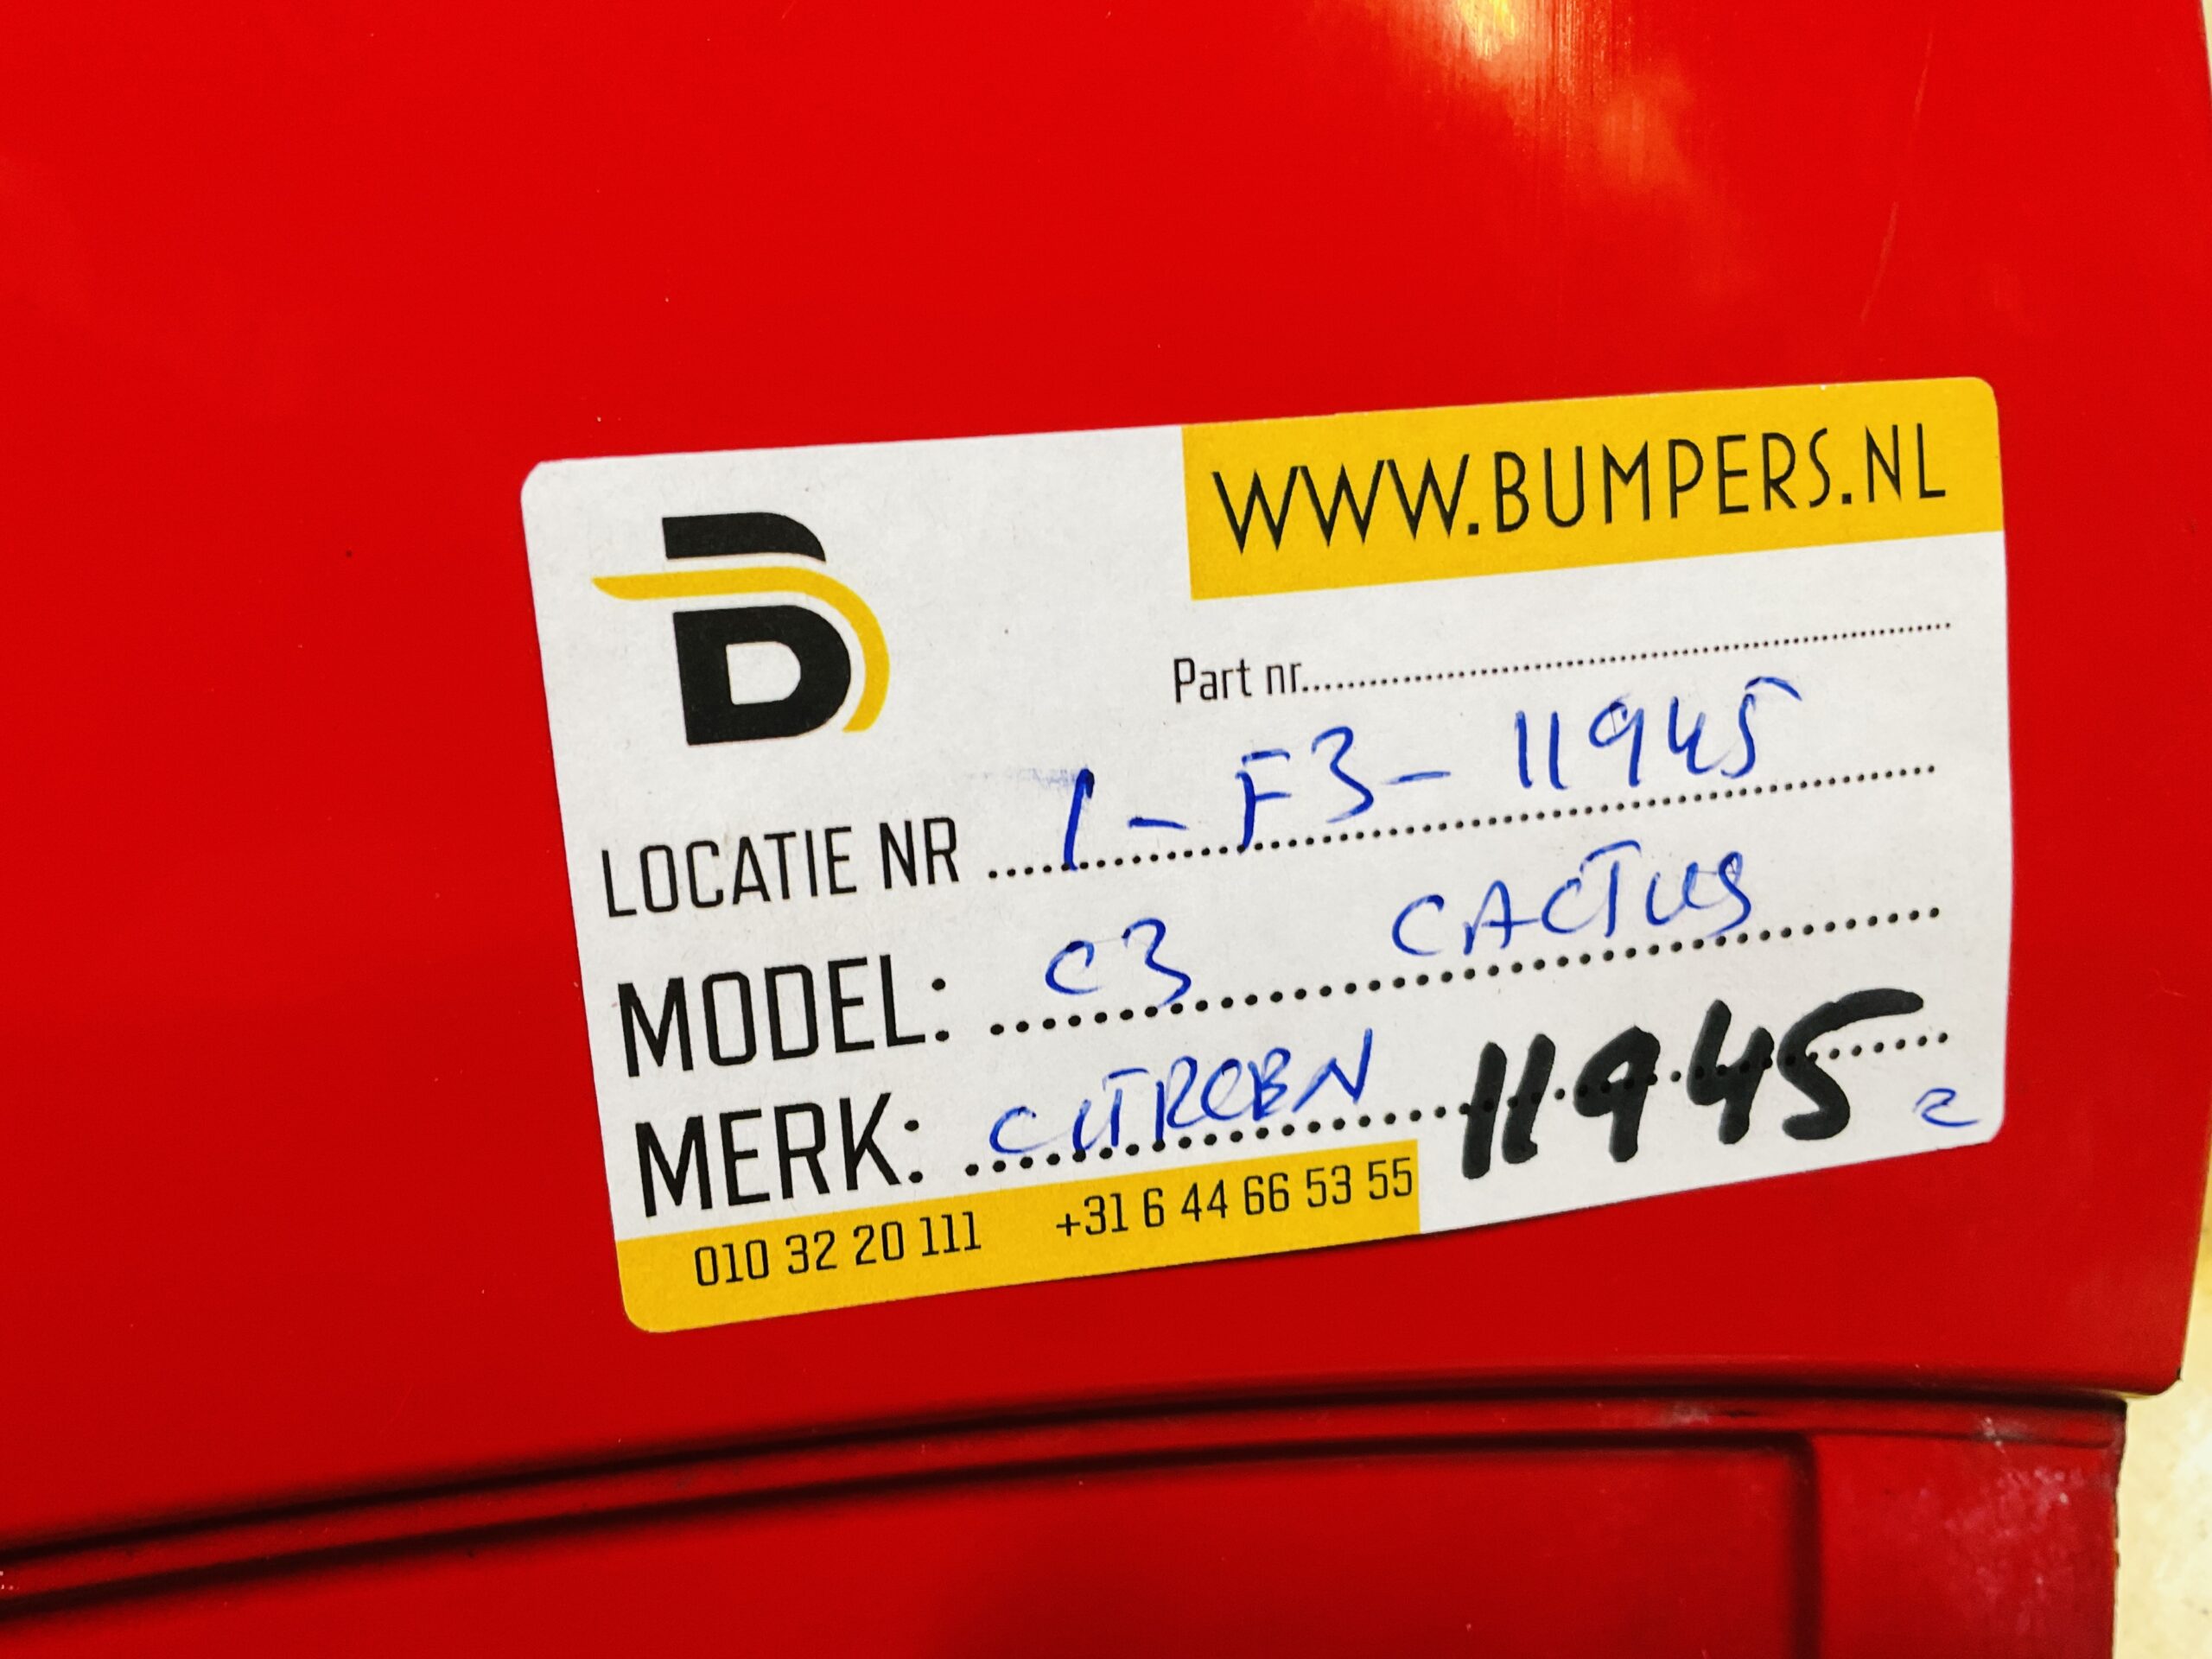 WWW.BUMPERS.NL
B
Part nr...............................
LOCATIE NR 1-F3-11945
MODEL: C3 CACTUS
MERK: CITROEN 11945 2
010 32 20 111 +31 6 44 66 53 55